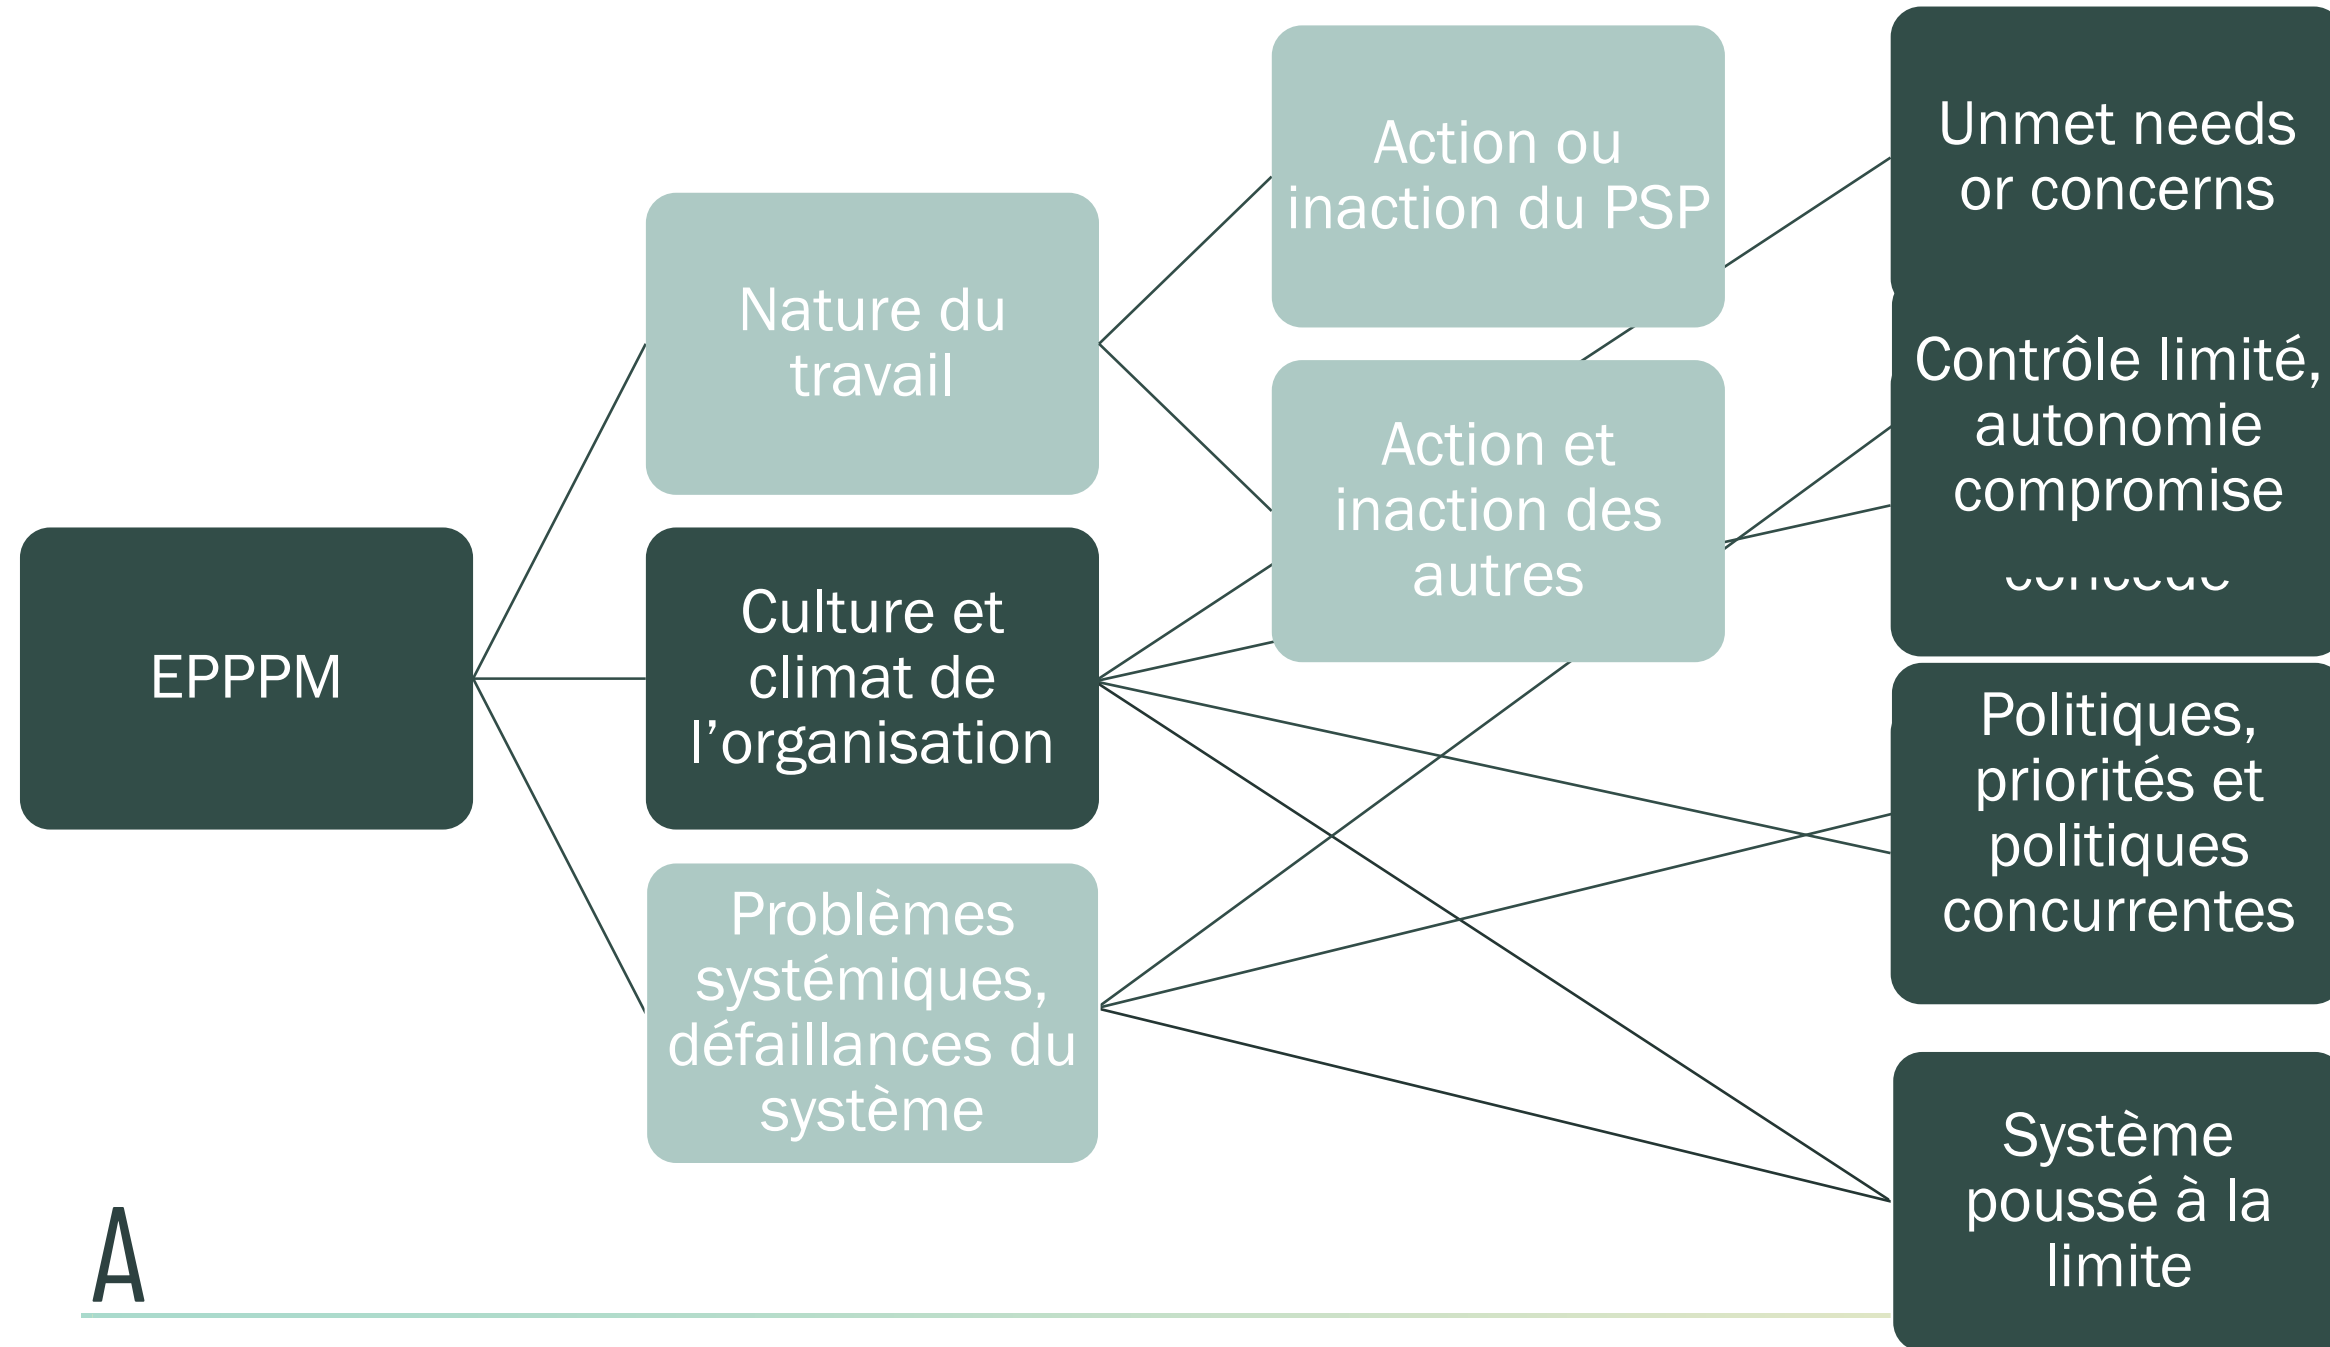 EPPPM
Nature du
travail
Culture et
climat de
l’organisation
Problèmes
systémiques,
défaillances du
système
Action ou
inaction du PSP
Action et
inaction des
autres
Unmet needs
or concerns
Contrôle limité,
autonomie
compromise
Politiques,
priorités et
politiques
concurrentes
Système
poussé à la
limite
A